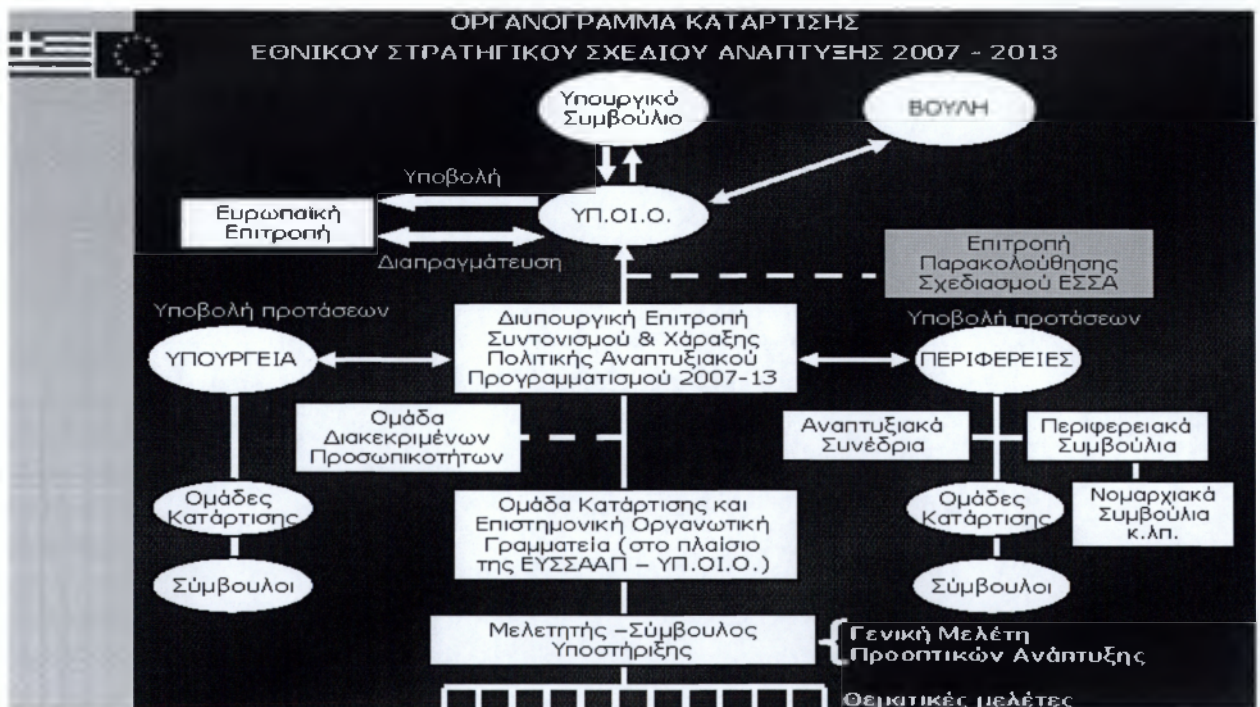 ΟΡΓΑΝΟΓΡΑΜΜΑ ΚΑΤΑΡΤΙΣΗΣ
ΕΘΝΙΚΟΥ ΣΤΡΑΤΗΓΙΚΟΥ ΣΧΕΔΙΟΥ ΑΝΑΠΤΥΞΗΣ 2007 - 2013
Υπουργικό
Συμβούλιο
ΒΟΥΛΗ
Υποβολή
Ευρωπαϊκή
Επιτροπή
ΥΠ.ΟΙ.Ο.
Διαπραγμάτευση
Επιτροπή
Παρακολούθησης
Σχεδιασμού ΕΣΣΑ
Υποβολή προτάσεων
ΥΠΟΥΡΓΕΙΑ
Διυπουργική Επιτροπή
Συντονισμού & Χάραξης
Πολιτικής Αναπτυξιακού
Προγραμματισμού 2007-13
Υποβολή προτάσεων
ΠΕΡΙΦΕΡΕΙΕΣ
Ομάδα
Διακεκριμένων
Προσωπικοτήτων
Αναπτυξιακά
Συνέδρια
Περιφερειακά
Συμβούλια
Ομάδες
Κατάρτισης
Ομάδα Κατάρτισης και
Επιστημονική Οργανωτική
Γραμματεία (στο πλαίσιο
της ΕΥΣΣΑΑΠ – ΥΠ.ΟΙ.Ο.)
Ομάδες
Κατάρτισης
Νομαρχιακά
Συμβούλια
κ.λπ.
Σύμβουλοι
Σύμβουλοι
Μελετητής –Σύμβουλος
Υποστήριξης
Γενική Μελέτη
Προοπτικών Ανάπτυξης
Θεματικές μελέτες